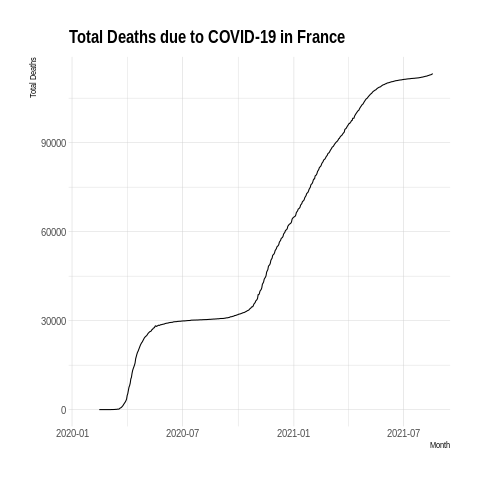 Total Deaths due to COVID-19 in France
Total Deaths
90000
60000
30000
0
2020-01 2020-07 2021-01 2021-07
Month